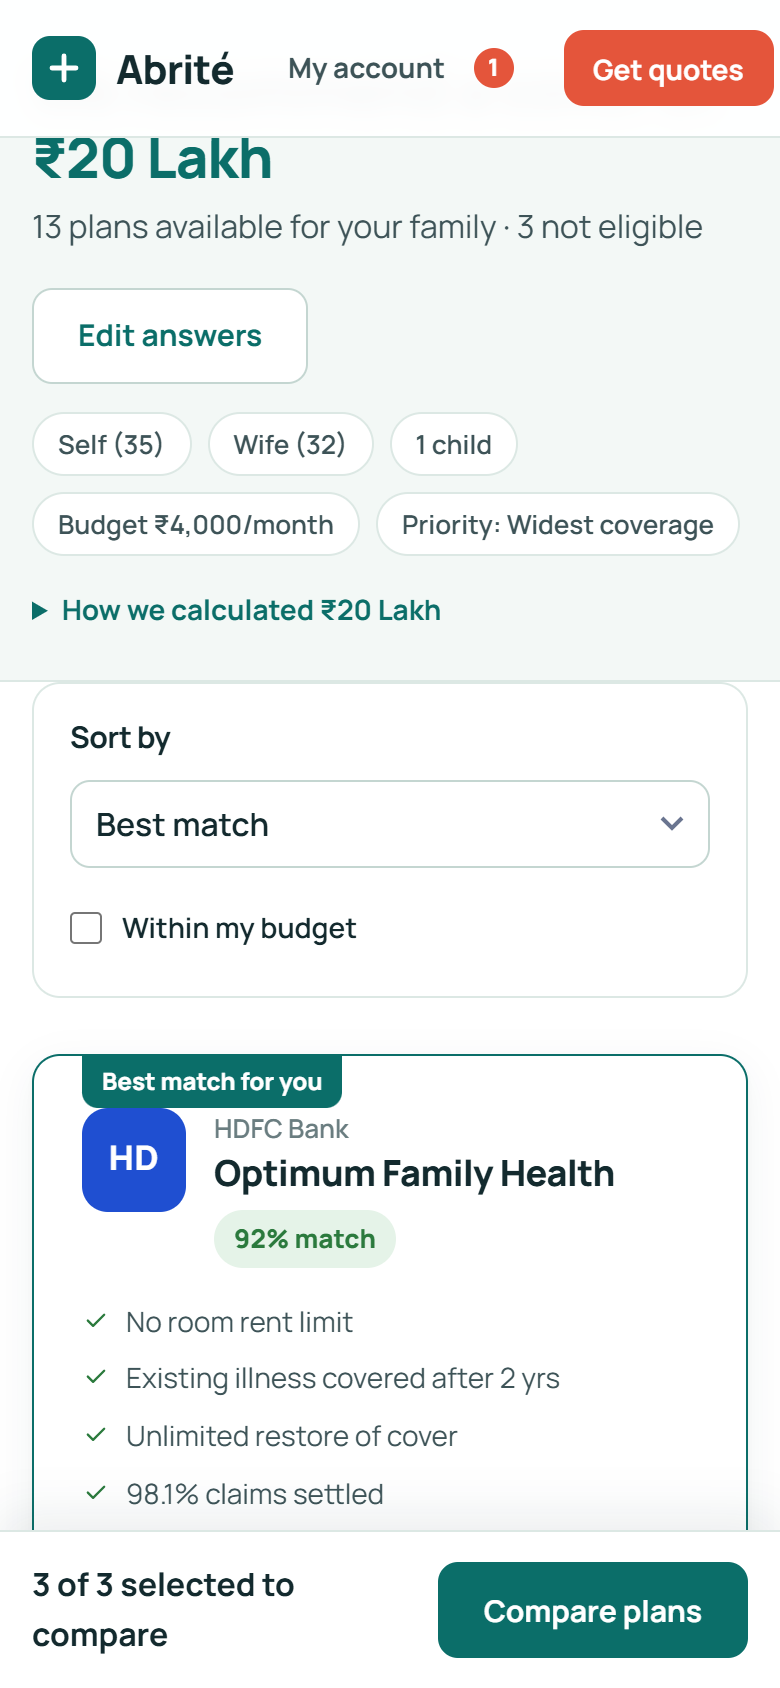 Abrité
My account
1
Get quotes
₹20 Lakh
13 plans available for your family · 3 not eligible
Edit answers
Self (35)
Wife (32)
1 child
Budget ₹4,000/month
Priority: Widest coverage
How we calculated ₹20 Lakh
Sort by
Best match
Within my budget
Best match for you
HD
HDFC Bank
Optimum Family Health
92% match
No room rent limit
Existing illness covered after 2 yrs
Unlimited restore of cover
98.1% claims settled
3 of 3 selected to
compare
Compare plans